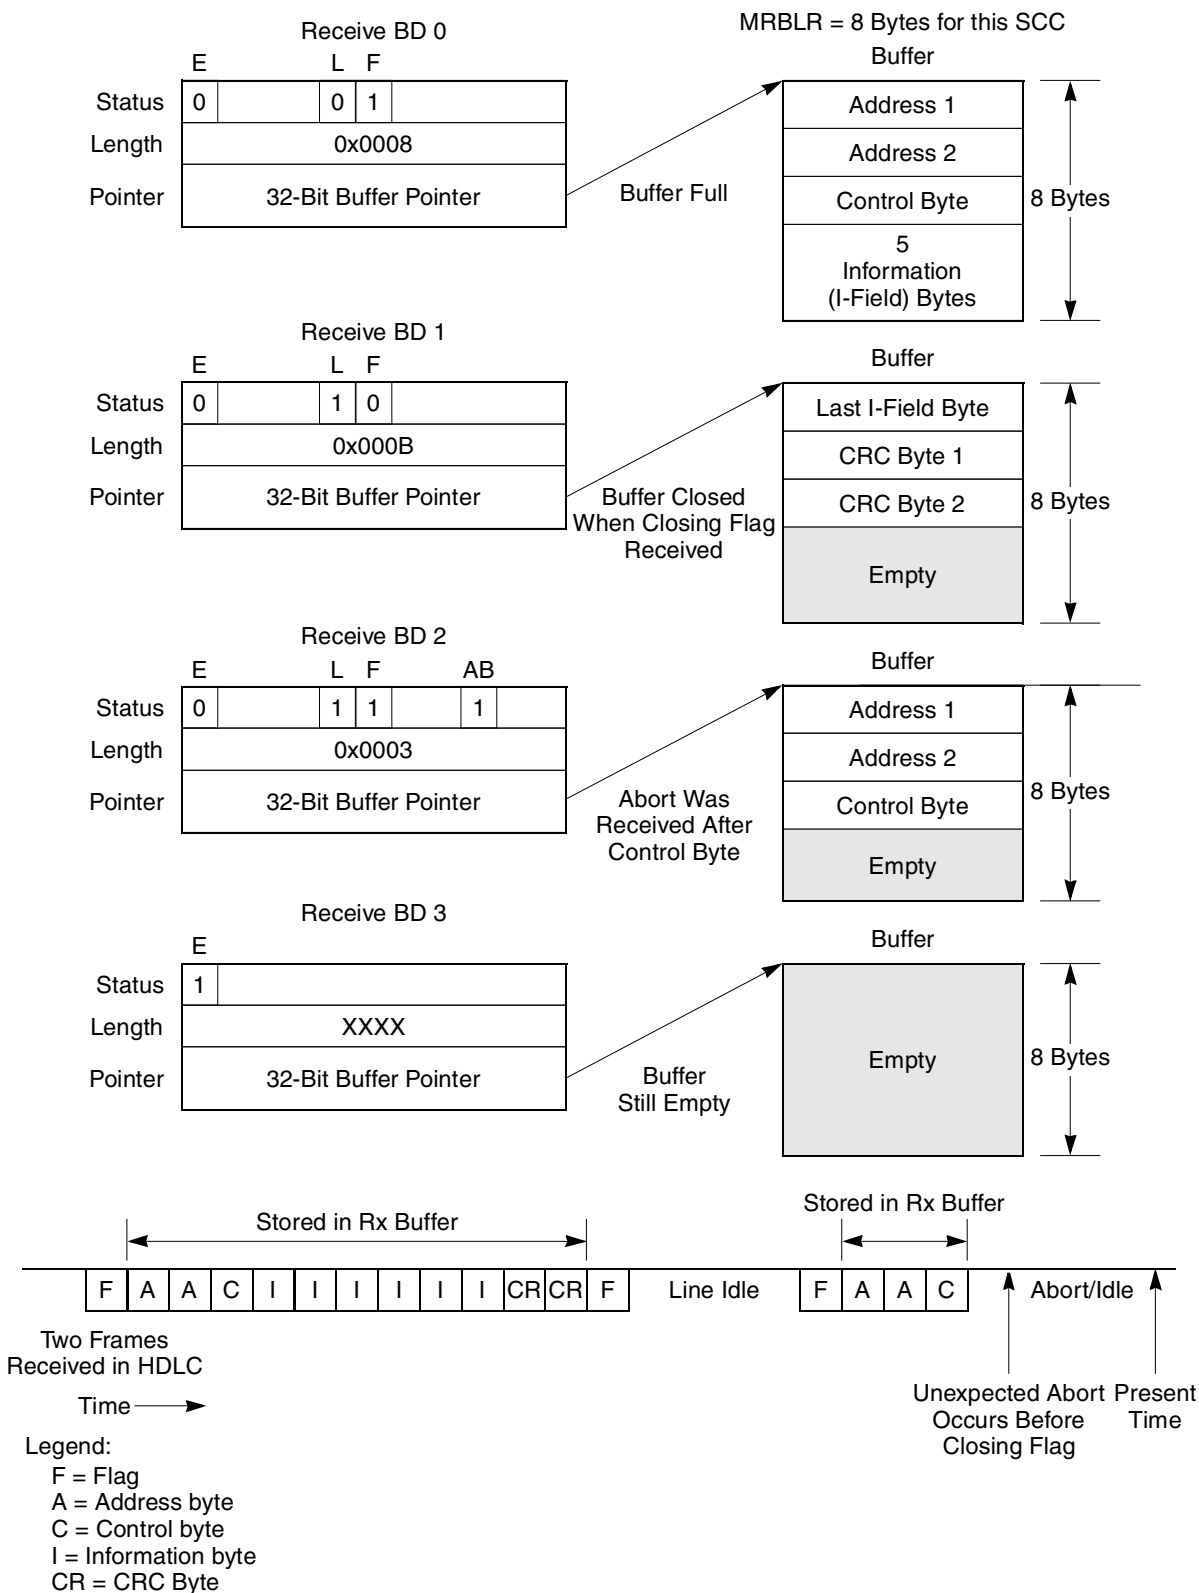 MRBLR = 8 Bytes for this SCC
Receive BD 0
Buffer
E L F
Status 0 0 1
Length 0x0008
Pointer 32-Bit Buffer Pointer
Buffer Full
Address 1
Address 2
Control Byte
5
Information
(I-Field) Bytes
8 Bytes
Receive BD 1
Buffer
E L F
Status 0 1 0
Length 0x000B
Pointer 32-Bit Buffer Pointer
Buffer Closed
When Closing Flag
Received
Last I-Field Byte
CRC Byte 1
CRC Byte 2
Empty
8 Bytes
Receive BD 2
Buffer
E L F AB
Status 0 1 1 1
Length 0x0003
Pointer 32-Bit Buffer Pointer
Abort Was
Received After
Control Byte
Address 1
Address 2
Control Byte
Empty
8 Bytes
Receive BD 3
Buffer
E
Status 1
Length XXXX
Pointer 32-Bit Buffer Pointer
Buffer
Still Empty
Empty
8 Bytes
Stored in Rx Buffer
Stored in Rx Buffer
F A A C I I I I I I CR CR F Line Idle F A A C Abort/Idle
Two Frames
Received in HDLC
Time
Unexpected Abort
Occurs Before
Closing Flag
Present
Time
Legend:
F = Flag
A = Address byte
C = Control byte
I = Information byte
CR = CRC Byte